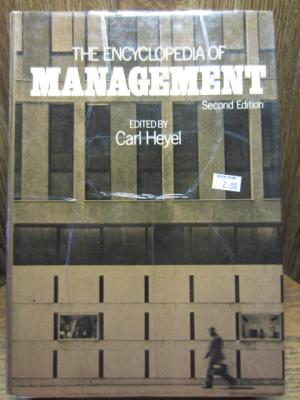 THE ENCYCLOPEDIA OF
MANAGEMENT
Second Edition
EDITED BY
Carl Heyel
2.00